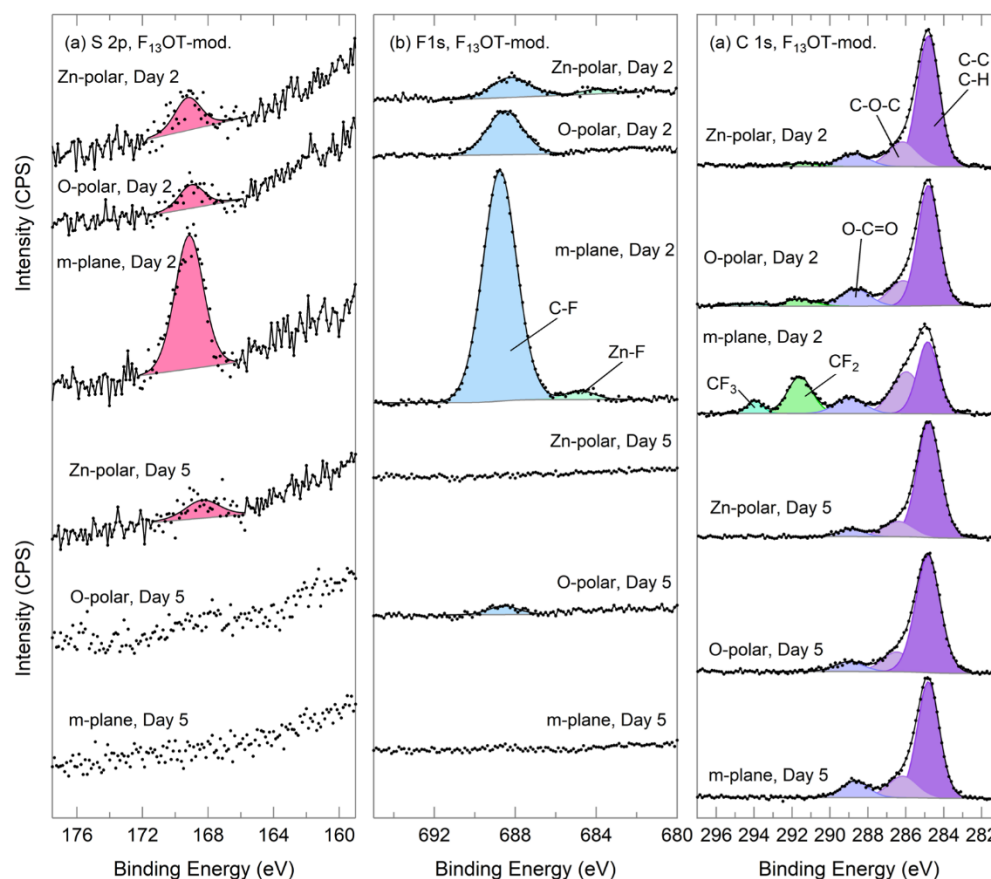 (a) S 2p, F₁₃OT-mod.
Zn-polar, Day 2
O-polar, Day 2
m-plane, Day 2
Zn-polar, Day 5
O-polar, Day 5
m-plane, Day 5
Intensity (CPS)
Intensity (CPS)
176 172 168 164 160
Binding Energy (eV)
(b) F1s, F₁₃OT-mod.
Zn-polar, Day 2
O-polar, Day 2
m-plane, Day 2
C-F
Zn-F
Zn-polar, Day 5
O-polar, Day 5
m-plane, Day 5
692 688 684 680
Binding Energy (eV)
(a) C 1s, F₁₃OT-mod.
C-C
C-H
C-O-C
Zn-polar, Day 2
O-C=O
O-polar, Day 2
m-plane, Day 2
CF₃
CF₂
Zn-polar, Day 5
O-polar, Day 5
m-plane, Day 5
296 294 292 290 288 286 284 282
Binding Energy (eV)